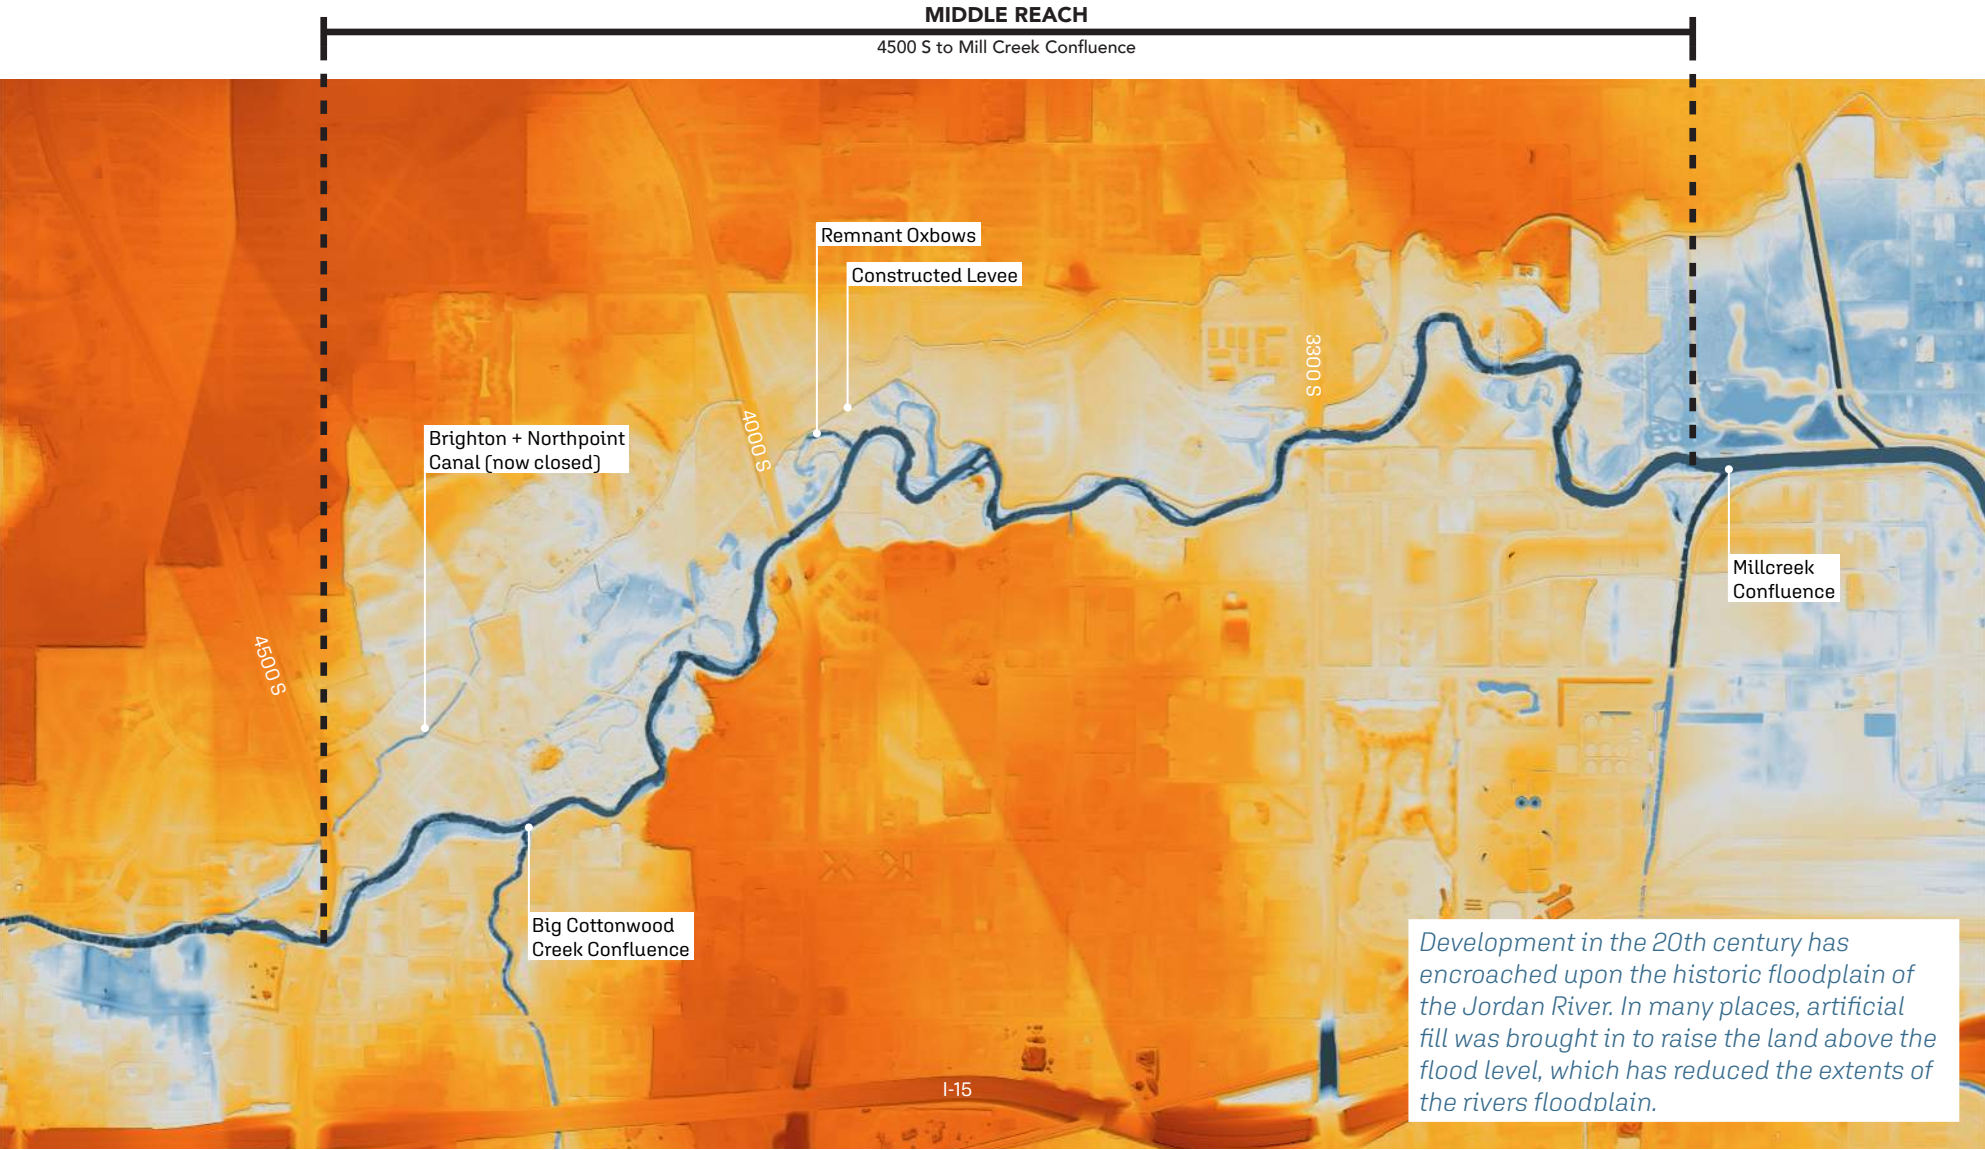 MIDDLE REACH
4500 S to Mill Creek Confluence
Remnant Oxbows
Constructed Levee
3300 S
4000 S
Brighton + Northpoint
Canal (now closed)
Millcreek
Confluence
4500 S
Big Cottonwood
Creek Confluence
Development in the 20th century has
encroached upon the historic floodplain of
the Jordan River. In many places, artificial
fill was brought in to raise the land above the
flood level, which has reduced the extents of
the rivers floodplain.
I-15